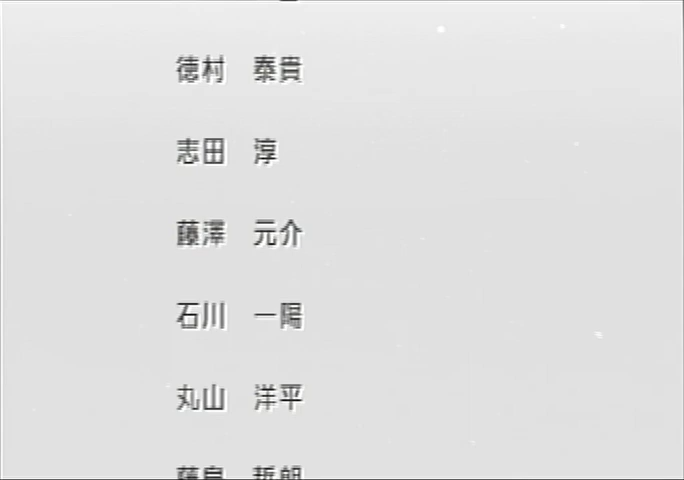 徳村　泰貴
志田　淳
藤澤　元介
石川　一陽
丸山　洋平